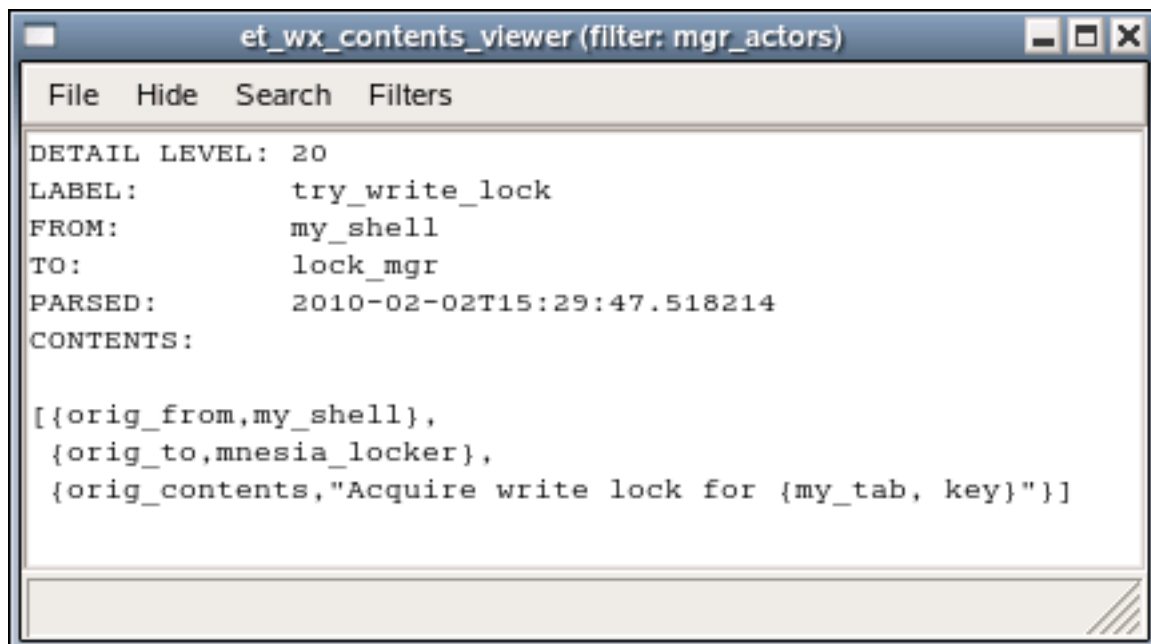 et_wx_contents_viewer (filter: mgr_actors)
File Hide Search Filters
DETAIL LEVEL: 20
LABEL: try_write_lock
FROM: my_shell
TO: lock_mgr
PARSED: 2010-02-02T15:29:47.518214
CONTENTS:
[{orig_from,my_shell},
{orig_to,mnesia_locker},
{orig_contents,"Acquire write lock for {my_tab, key}"}]